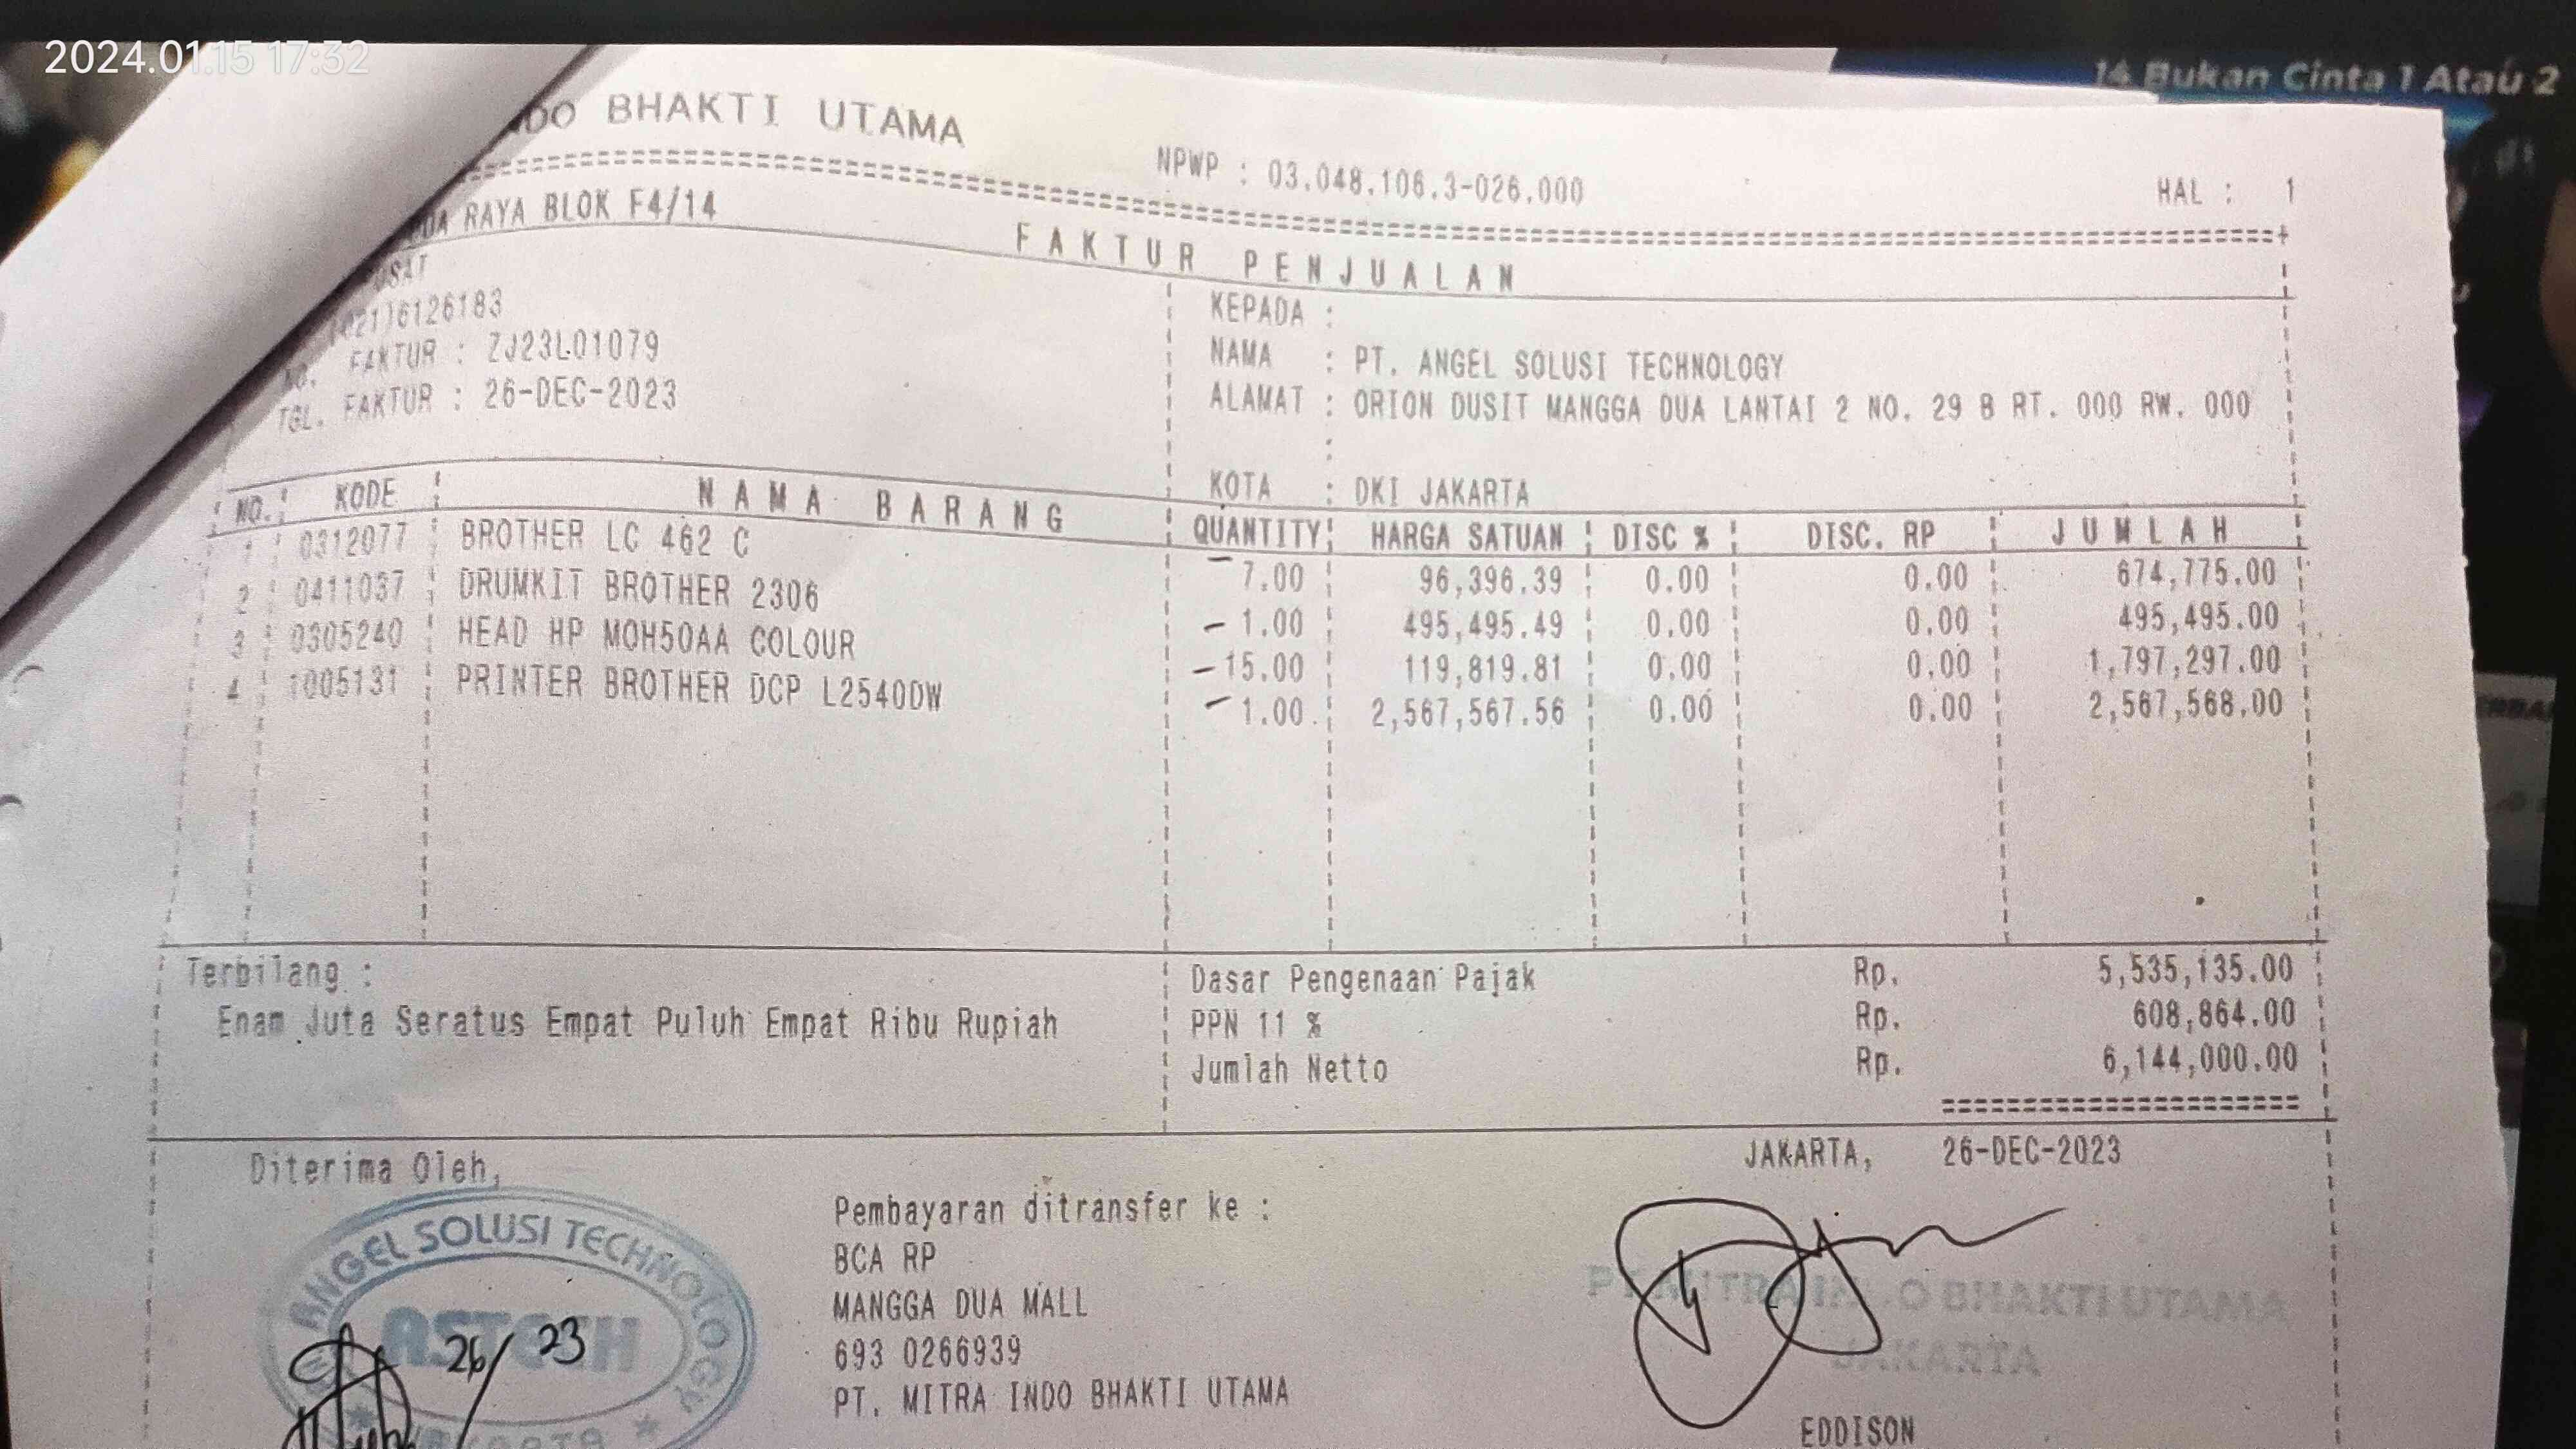 2024.01.15 17:32
14 Bukan Cinta 1 Atau 2
BHAKTI UTAMA
NPWP : 03.048.106.3-026.000
HAL : 1
RAYA BLOK F4/14
FAKTUR PENJUALAN
6126183
NO. FAKTUR : ZJ23L01079
TGL. FAKTUR : 26-DEC-2023
KEPADA :
NAMA : PT. ANGEL SOLUSI TECHNOLOGY
ALAMAT : ORION DUSIT MANGGA DUA LANTAI 2 NO. 29 B RT. 000 RW. 000
:
KOTA : DKI JAKARTA
NO. KODE NAMA BARANG QUANTITY HARGA SATUAN DISC % DISC. RP JUMLAH
1 0312077 BROTHER LC 462 C 7.00 96,396.39 0.00 0.00 674,775.00
2 0411037 DRUMKIT BROTHER 2306 1.00 495,495.49 0.00 0.00 495,495.00
3 0305240 HEAD HP MOH50AA COLOUR 15.00 119,819.81 0.00 0.00 1,797,297.00
4 1005131 PRINTER BROTHER DCP L2540DW 1.00 2,567,567.56 0.00 0.00 2,567,568.00
Terbilang :
Enam Juta Seratus Empat Puluh Empat Ribu Rupiah
Dasar Pengenaan Pajak Rp. 5,535,135.00
PPN 11 % Rp. 608,864.00
Jumlah Netto Rp. 6,144,000.00
JAKARTA, 26-DEC-2023
Diterima Oleh,
ANGEL SOLUSI TECHNOLOGY
ASTECH
26/ 23
Pembayaran ditransfer ke :
BCA RP
MANGGA DUA MALL
693 0266939
PT. MITRA INDO BHAKTI UTAMA
BHAKTI UTAMA
JAKARTA
EDDISON